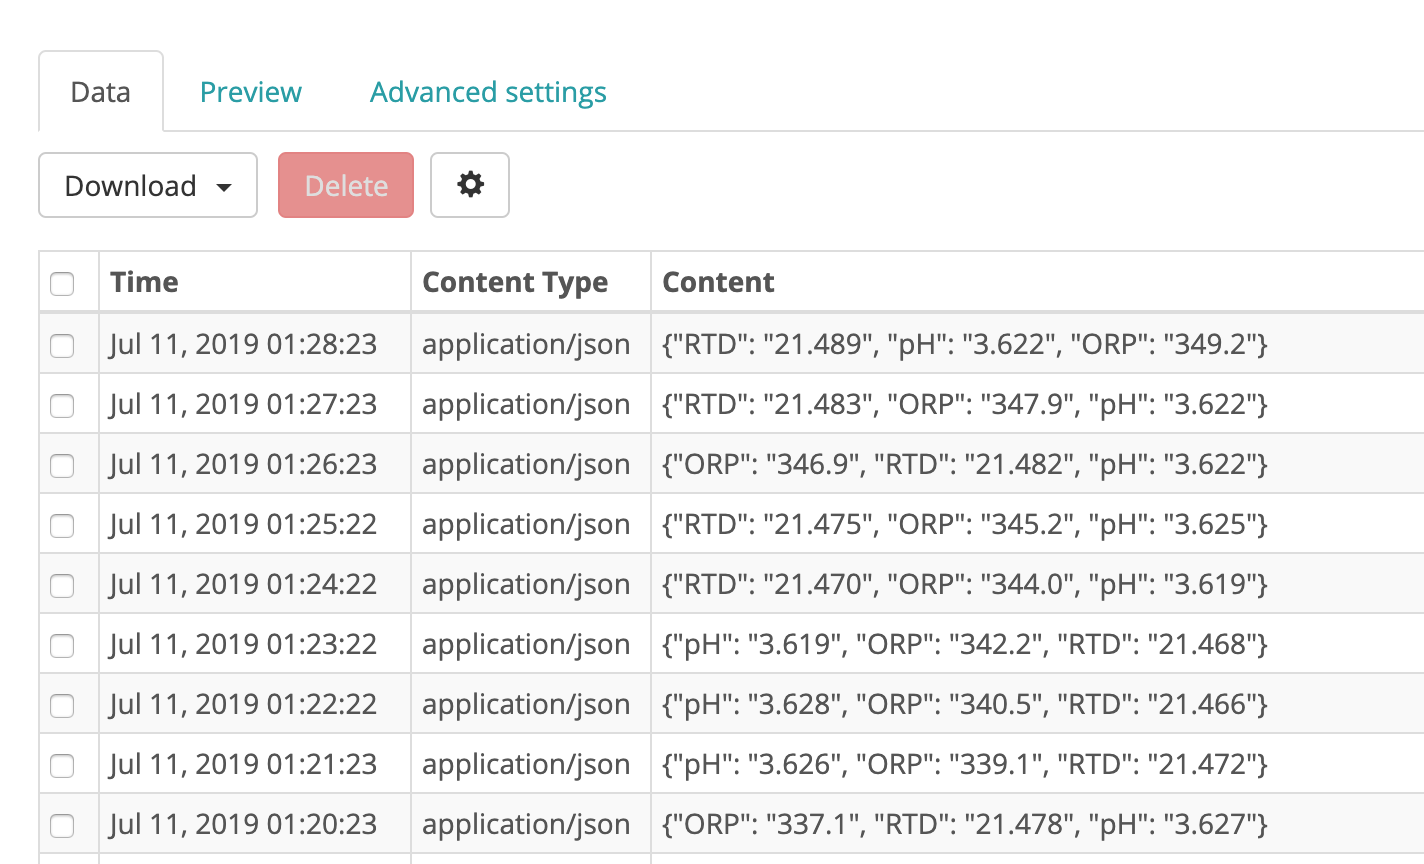 Data Preview Advanced settings
Download Delete
Time Content Type Content
Jul 11, 2019 01:28:23 application/json {"RTD": "21.489", "pH": "3.622", "ORP": "349.2"}
Jul 11, 2019 01:27:23 application/json {"RTD": "21.483", "ORP": "347.9", "pH": "3.622"}
Jul 11, 2019 01:26:23 application/json {"ORP": "346.9", "RTD": "21.482", "pH": "3.622"}
Jul 11, 2019 01:25:22 application/json {"RTD": "21.475", "ORP": "345.2", "pH": "3.625"}
Jul 11, 2019 01:24:22 application/json {"RTD": "21.470", "ORP": "344.0", "pH": "3.619"}
Jul 11, 2019 01:23:22 application/json {"pH": "3.619", "ORP": "342.2", "RTD": "21.468"}
Jul 11, 2019 01:22:22 application/json {"pH": "3.628", "ORP": "340.5", "RTD": "21.466"}
Jul 11, 2019 01:21:23 application/json {"pH": "3.626", "ORP": "339.1", "RTD": "21.472"}
Jul 11, 2019 01:20:23 application/json {"ORP": "337.1", "RTD": "21.478", "pH": "3.627"}